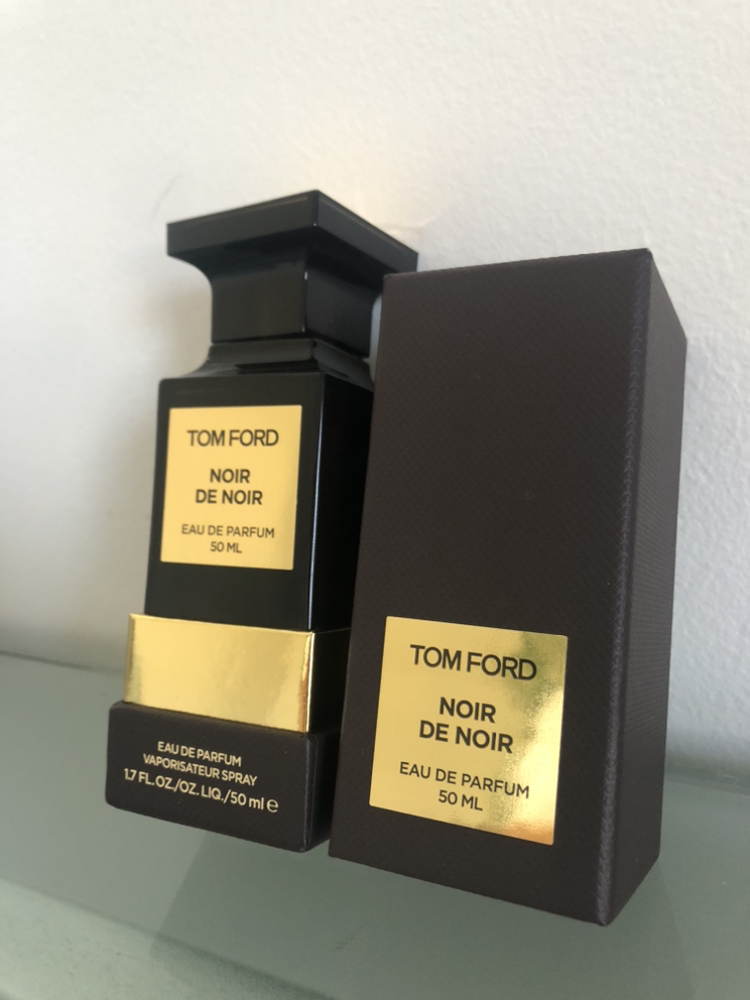 TOM FORD
NOIR
DE NOIR
EAU DE PARFUM
50 ML
EAU DE PARFUM
VAPORISATEUR SPRAY
1.7 FL.OZ./OZ. LIQ./50 ml ℮
TOM FORD
NOIR
DE NOIR
EAU DE PARFUM
50 ML